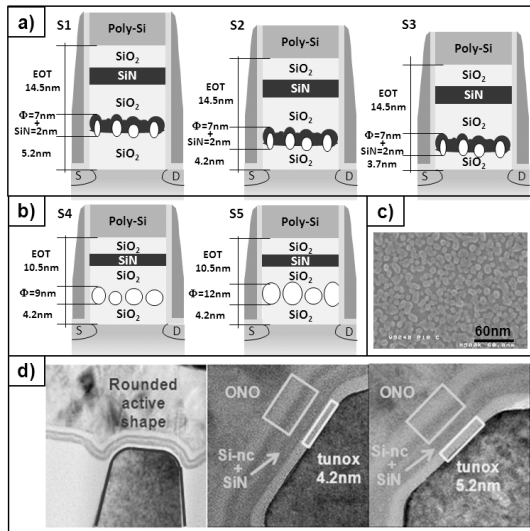 a)
S1
Poly-Si
SiO2
EOT
14.5nm
SiN
SiO2
Φ=7nm
+
SiN=2nm
5.2nm
SiO2
S
D
S2
Poly-Si
SiO2
EOT
14.5nm
SiN
SiO2
Φ=7nm
+
SiN=2nm
4.2nm
SiO2
S3
Poly-Si
SiO2
EOT
14.5nm
SiN
SiO2
Φ=7nm
+
SiN=2nm
3.7nm
SiO2
S
D
b)
S4
Poly-Si
EOT
10.5nm
SiO2
SiN
SiO2
Φ=9nm
4.2nm
SiO2
S
D
S5
Poly-Si
EOT
10.5nm
SiO2
SiN
SiO2
Φ=12nm
4.2nm
SiO2
S
D
c)
60nm
d)
Rounded
active
shape
ONO
Si-nc
+
SiN
tunox
4.2nm
ONO
Si-nc
+
SiN
tunox
5.2nm